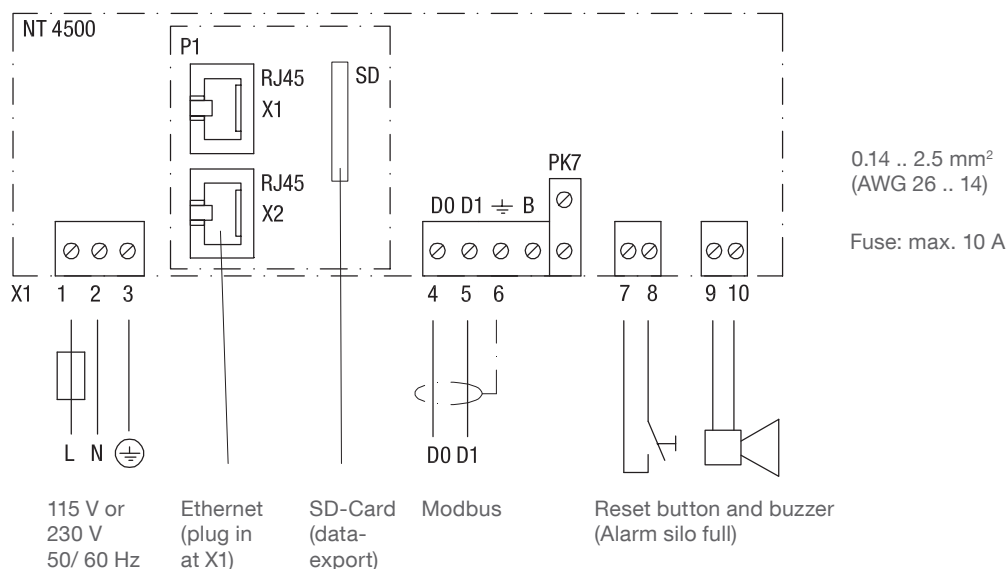 NT 4500
P1
RJ45
X1
SD
RJ45
X2
PK7
D0 D1 ⏚ B
X1 1 2 3 4 5 6 7 8 9 10
L N
D0 D1
0.14 .. 2.5 mm²
(AWG 26 .. 14)
Fuse: max. 10 A
115 V or
230 V
50/ 60 Hz
Ethernet
(plug in
at X1)
SD-Card
(data-
export)
Modbus
Reset button and buzzer
(Alarm silo full)